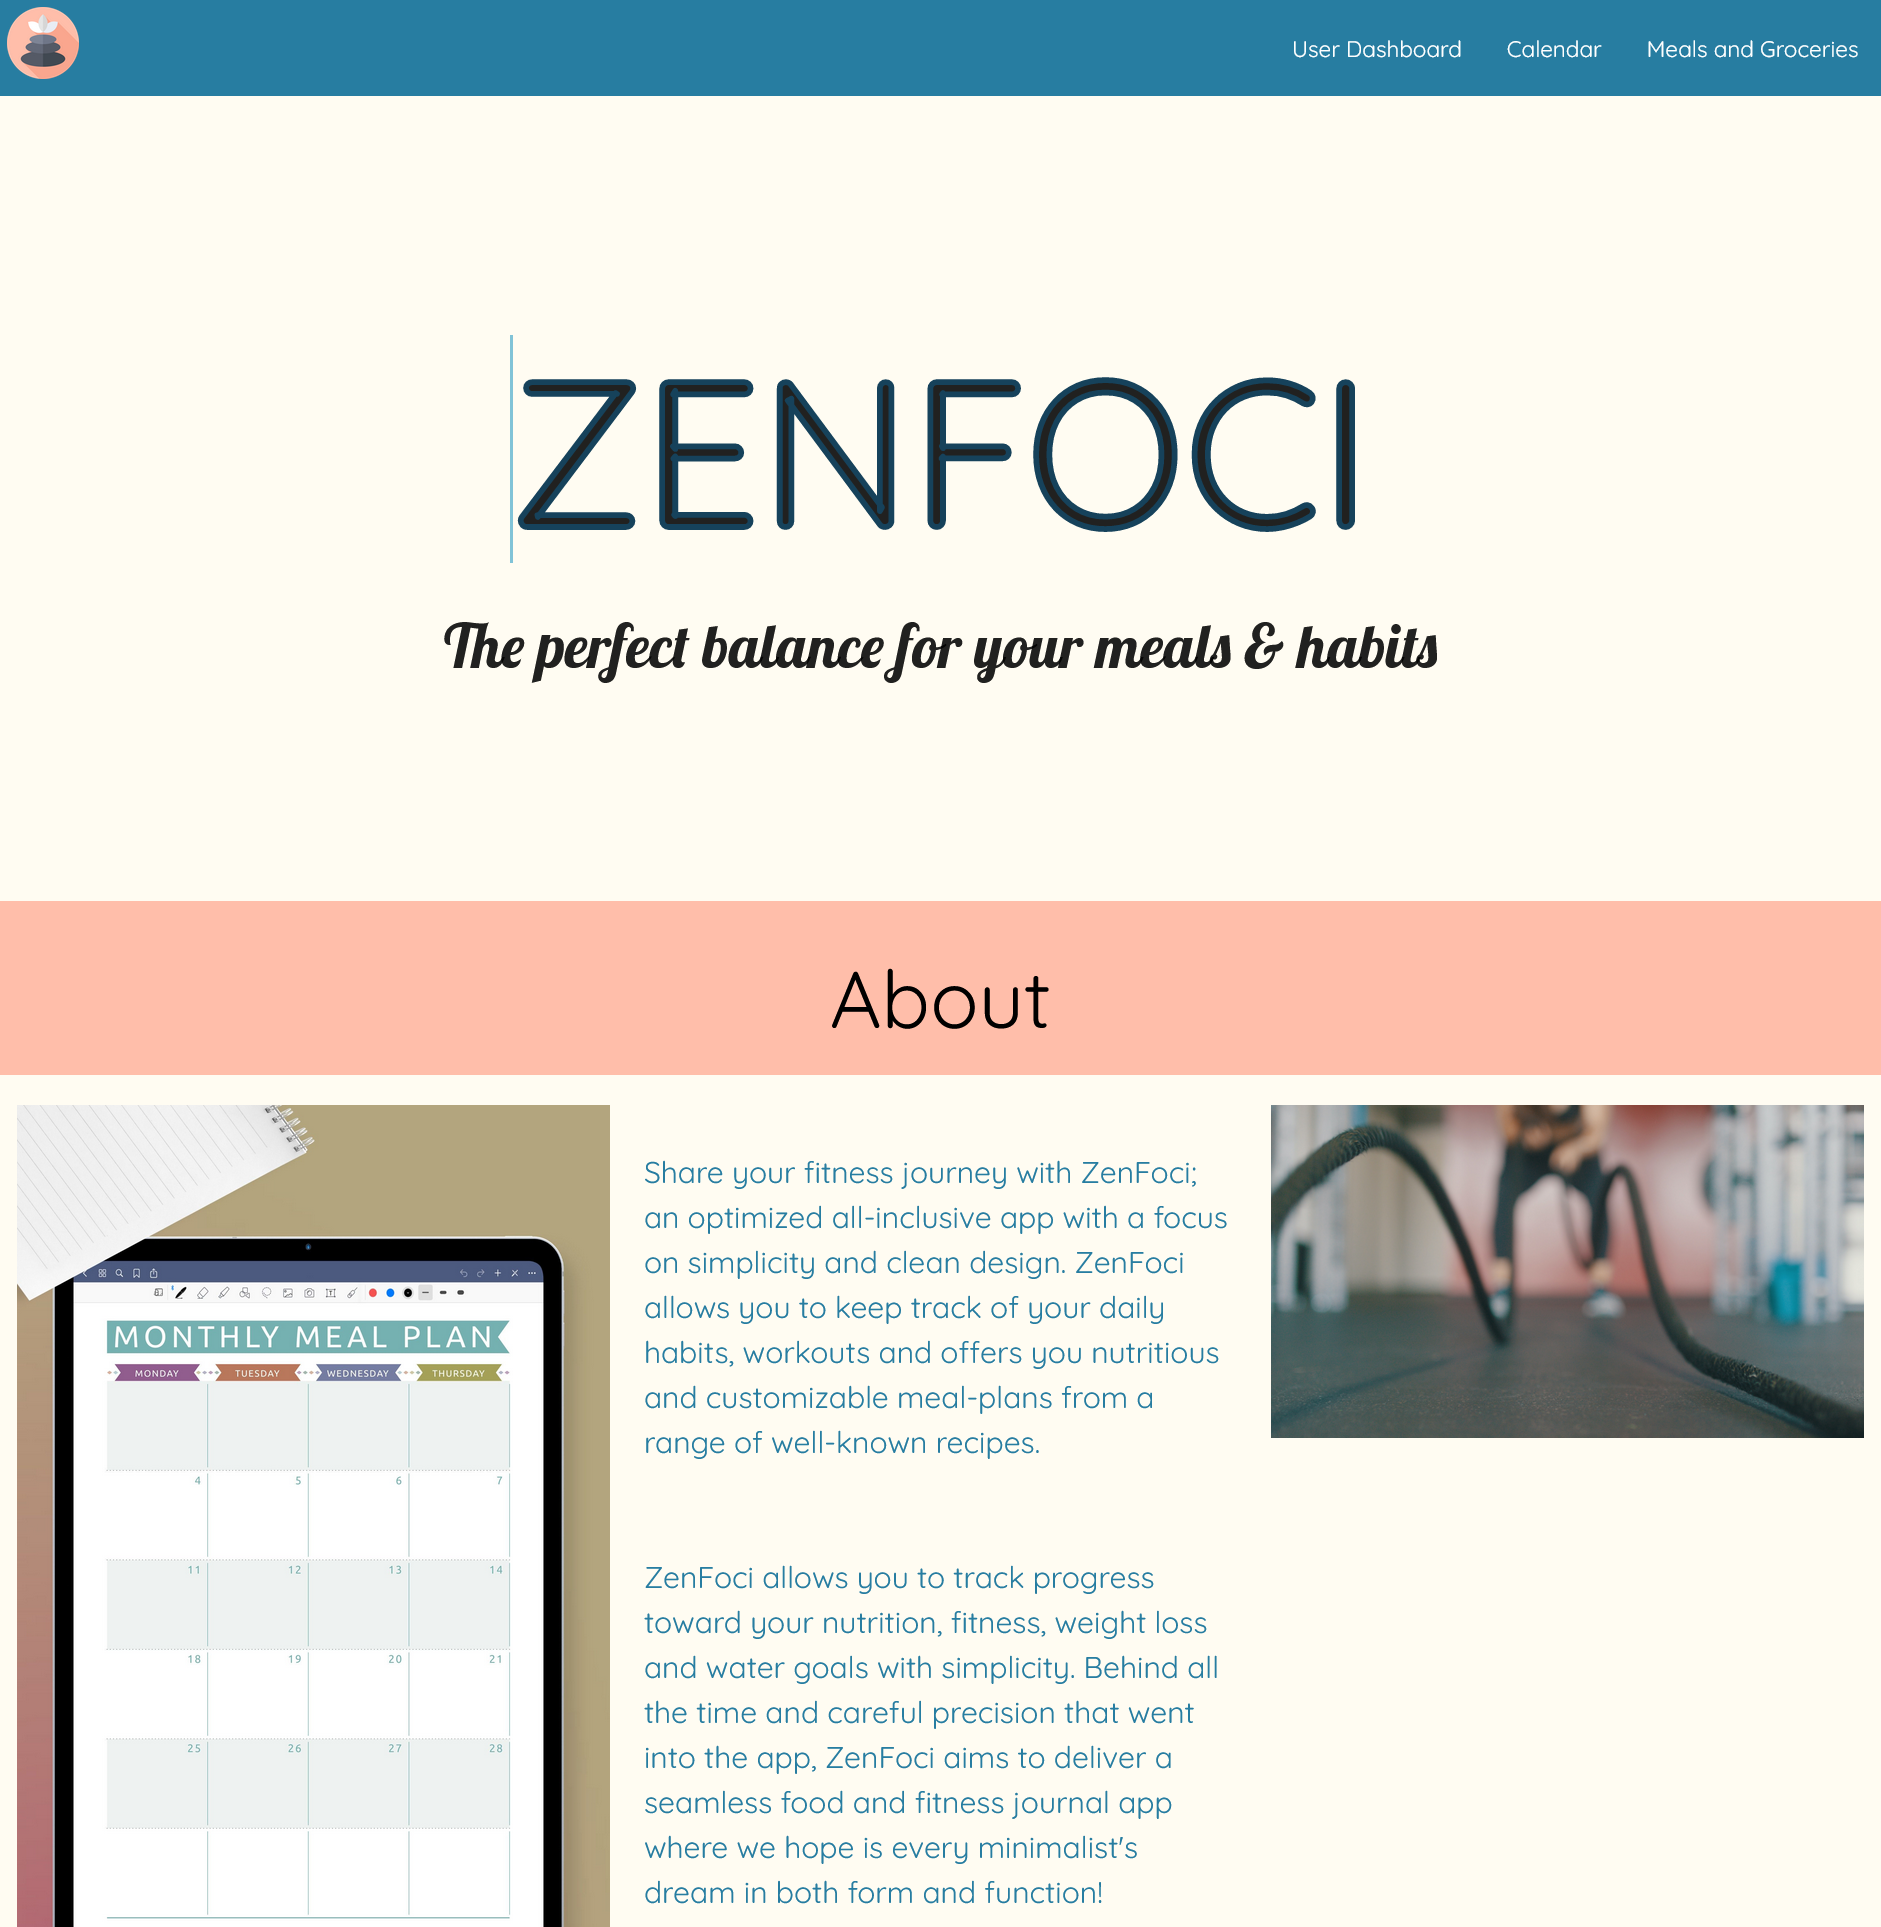 User Dashboard Calendar Meals and Groceries
ZENFOCI
The perfect balance for your meals & habits
About
Share your fitness journey with ZenFoci;
an optimized all-inclusive app with a focus
on simplicity and clean design. ZenFoci
allows you to keep track of your daily
habits, workouts and offers you nutritious
and customizable meal-plans from a
range of well-known recipes.
ZenFoci allows you to track progress
toward your nutrition, fitness, weight loss
and water goals with simplicity. Behind all
the time and careful precision that went
into the app, ZenFoci aims to deliver a
seamless food and fitness journal app
where we hope is every minimalist's
dream in both form and function!
MONTHLY MEAL PLAN
MONDAY TUESDAY WEDNESDAY THURSDAY
4 5 6 7
11 12 13 14
18 19 20 21
25 26 27 28